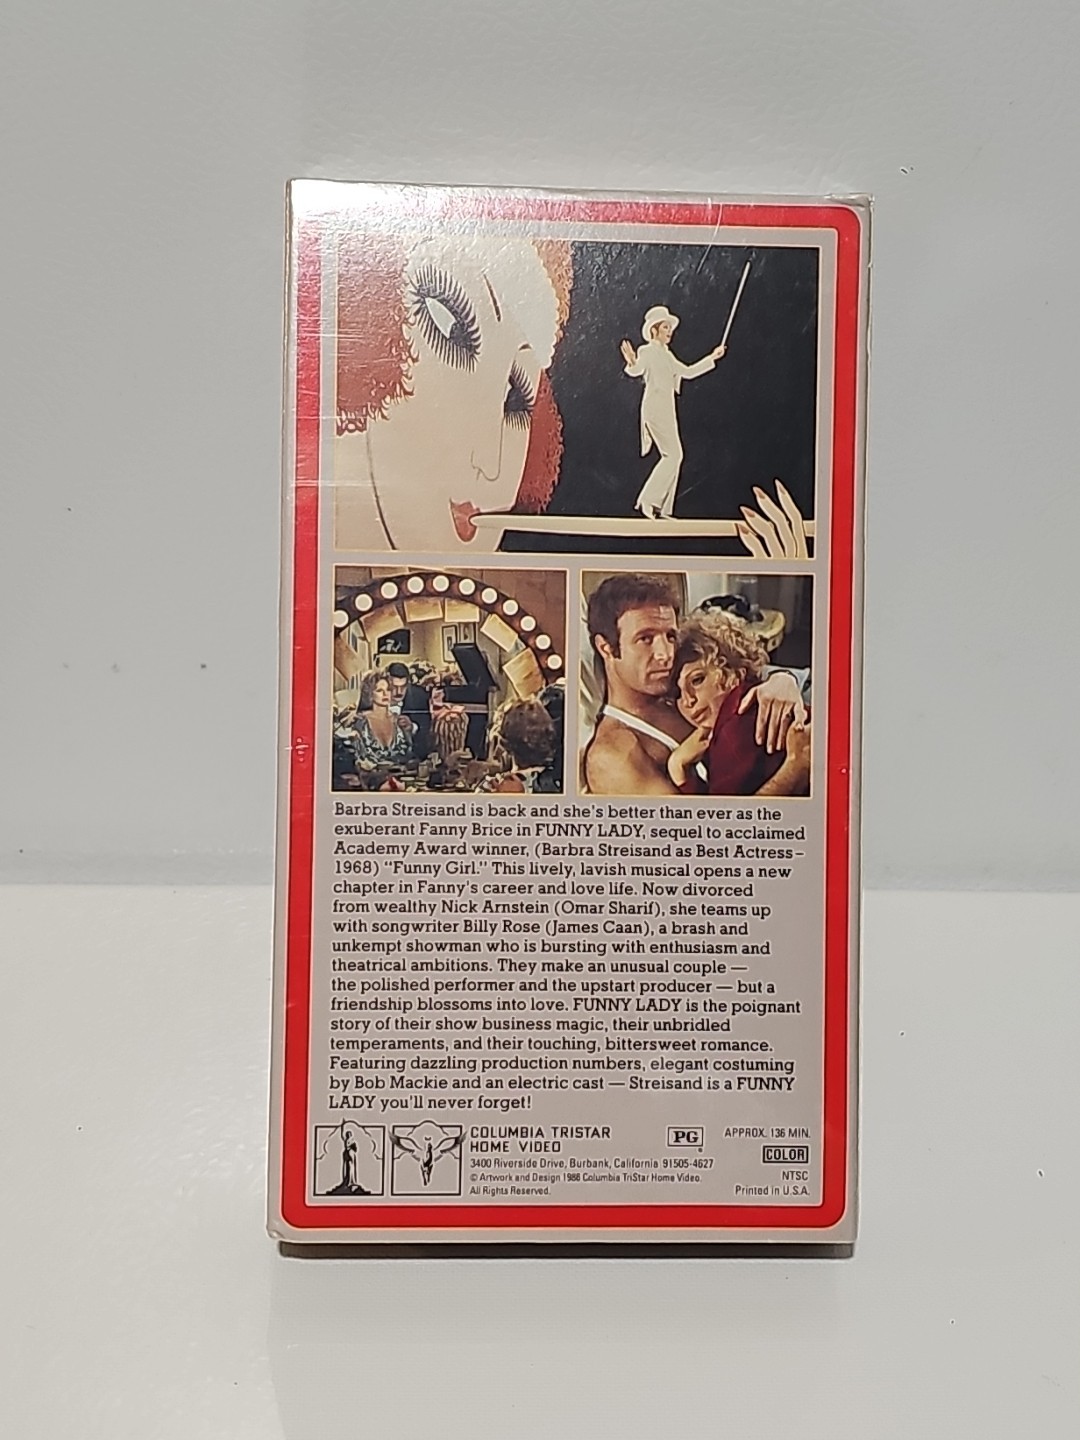 Barbra Streisand is back and she's better than ever as the
exuberant Fanny Brice in FUNNY LADY, sequel to acclaimed
Academy Award winner, (Barbra Streisand as Best Actress–
1968) "Funny Girl." This lively, lavish musical opens a new
chapter in Fanny's career and love life. Now divorced
from wealthy Nick Arnstein (Omar Sharif), she teams up
with songwriter Billy Rose (James Caan), a brash and
unkempt showman who is bursting with enthusiasm and
theatrical ambitions. They make an unusual couple —
the polished performer and the upstart producer — but a
friendship blossoms into love. FUNNY LADY is the poignant
story of their show business magic, their unbridled
temperaments, and their touching, bittersweet romance.
Featuring dazzling production numbers, elegant costuming
by Bob Mackie and an electric cast — Streisand is a FUNNY
LADY you'll never forget!
COLUMBIA TRISTAR
HOME VIDEO
3400 Riverside Drive, Burbank, California 91505-4627
© Artwork and Design 1986 Columbia TriStar Home Video.
All Rights Reserved.
PG
APPROX. 136 MIN.
COLOR
NTSC
Printed in U.S.A.